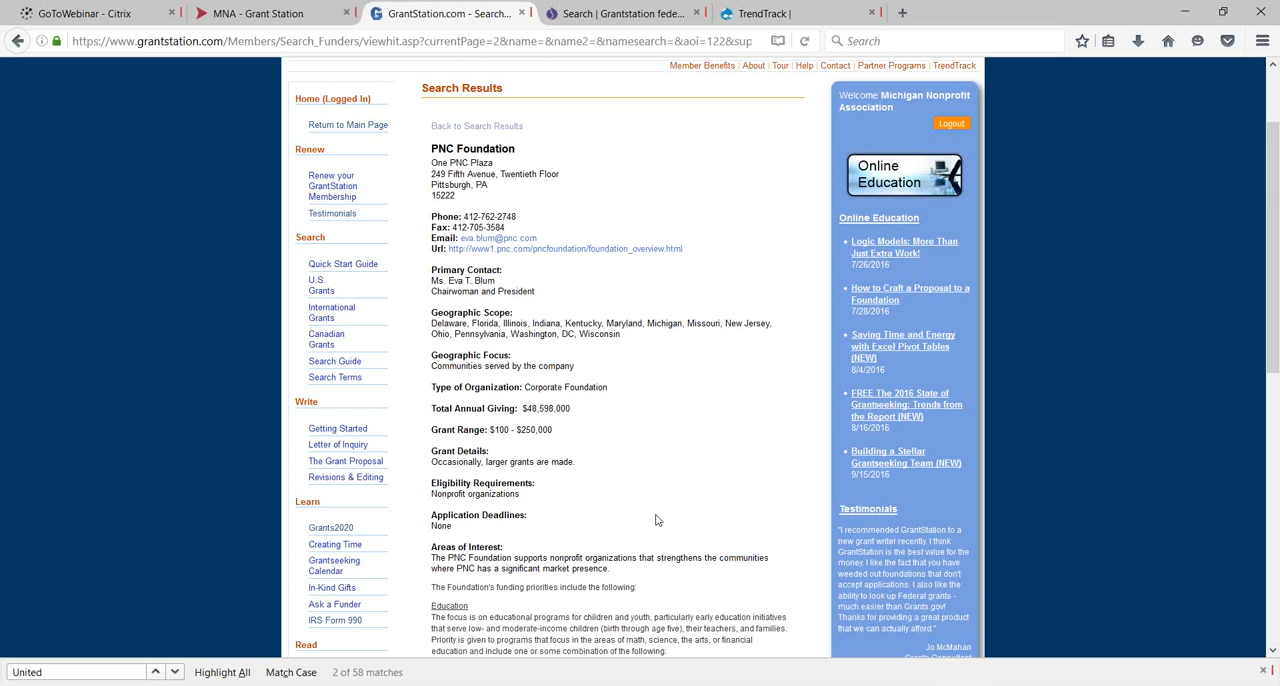 GoToWebinar - Citrix
MNA - Grant Station
GrantStation.com - Search...
Search | Grantstation fede...
TrendTrack |
https://www.grantstation.com/Members/Search_Funders/viewhit.asp?currentPage=2&name=&name2=&namesearch=&aoi=122&sup
Search
Member Benefits | About | Tour | Help | Contact | Partner Programs | TrendTrack
Home (Logged In)
Return to Main Page
Renew
Renew your
GrantStation
Membership
Testimonials
Search
Quick Start Guide
U.S.
Grants
International
Grants
Canadian
Grants
Search Guide
Search Terms
Write
Getting Started
Letter of Inquiry
The Grant Proposal
Revisions & Editing
Learn
Grants2020
Creating Time
Grantseeking
Calendar
In-Kind Gifts
Ask a Funder
IRS Form 990
Read
Search Results
Back to Search Results
PNC Foundation
One PNC Plaza
249 Fifth Avenue, Twentieth Floor
Pittsburgh, PA
15222
Phone: 412-762-2748
Fax: 412-705-3584
Email: eva.blum@pnc.com
Url: http://www1.pnc.com/pncfoundation/foundation_overview.html
Primary Contact:
Ms. Eva T. Blum
Chairwoman and President
Geographic Scope:
Delaware, Florida, Illinois, Indiana, Kentucky, Maryland, Michigan, Missouri, New Jersey,
Ohio, Pennsylvania, Washington, DC, Wisconsin
Geographic Focus:
Communities served by the company
Type of Organization: Corporate Foundation
Total Annual Giving: $48,598,000
Grant Range: $100 - $250,000
Grant Details:
Occasionally, larger grants are made.
Eligibility Requirements:
Nonprofit organizations
Application Deadlines:
None
Areas of Interest:
The PNC Foundation supports nonprofit organizations that strengthens the communities
where PNC has a significant market presence.
The Foundation's funding priorities include the following:
Education
The focus is on educational programs for children and youth, particularly early education initiatives
that serve low- and moderate-income children (birth through age five), their teachers, and families.
Priority is given to programs that focus in the areas of math, science, the arts, or financial
education and include one or some combination of the following:
Welcome Michigan Nonprofit
Association
Logout
Online
Education
Online Education
• Logic Models: More Than
Just Extra Work!
7/26/2016
• How to Craft a Proposal to a
Foundation
7/28/2016
• Saving Time and Energy
with Excel Pivot Tables
(NEW)
8/4/2016
• FREE The 2016 State of
Grantseeking: Trends from
the Report (NEW)
8/16/2016
• Building a Stellar
Grantseeking Team (NEW)
9/15/2016
Testimonials
"I recommended GrantStation to a
new grant writer recently. I think
GrantStation is the best value for the
money. I like the fact that you have
weeded out foundations that don't
accept applications. I also like the
ability to look up Federal grants -
much easier than Grants.gov!
Thanks for providing a great product
that we can actually afford."
Jo McMahan
United
Highlight All
Match Case
2 of 58 matches